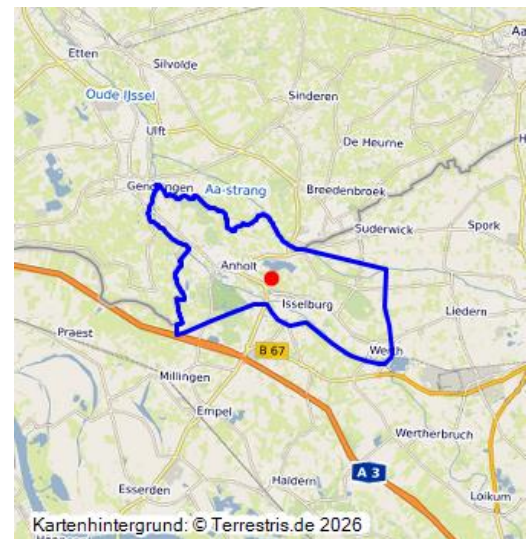 Etten
Silvolde
Aa
Oude IJssel
Sinderen
Ulft
De Heurne
Aa-strang
Breedenbroek
Suderwick
Spork
Anholt
Isselburg
Liedern
Praest
B 67
Werth
Millingen
Empel
Wertherbruch
A 3
Haldern
Esserden
Loikum
Kartenhintergrund: © Terrestris.de 2026